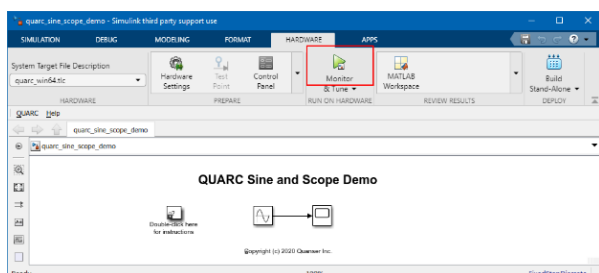 quarc_sine_scope_demo - Simulink third party support use
SIMULATION DEBUG MODELING FORMAT HARDWARE APPS
System Target File Description
quarc_win64.tlc
Hardware Settings
Test Point
Control Panel
Monitor & Tune
MATLAB Workspace
Build Stand-Alone
HARDWARE PREPARE RUN ON HARDWARE REVIEW RESULTS DEPLOY
QUARC Help
quarc_sine_scope_demo
quarc_sine_scope_demo
QUARC Sine and Scope Demo
Double-click here
for instructions
Copyright (c) 2020 Quanser Inc.
Ready 100% FixedStepDiscrete